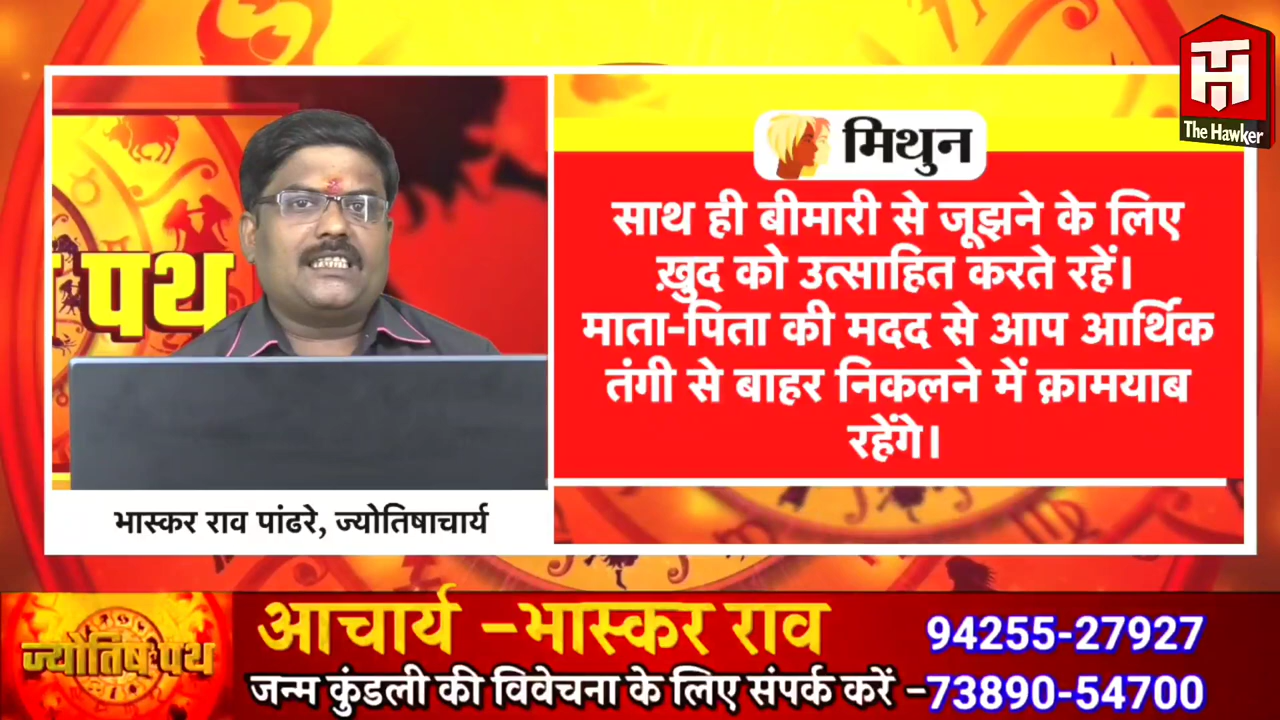 The Hawker
मिथुन
साथ ही बीमारी से जूझने के लिए
ख़ुद को उत्साहित करते रहें।
माता-पिता की मदद से आप आर्थिक
तंगी से बाहर निकलने में क़ामयाब
रहेंगे।
पथ
भास्कर राव पांढरे, ज्योतिषाचार्य
ज्योतिष पथ
आचार्य -भास्कर राव
94255-27927
जन्म कुंडली की विवेचना के लिए संपर्क करें -73890-54700